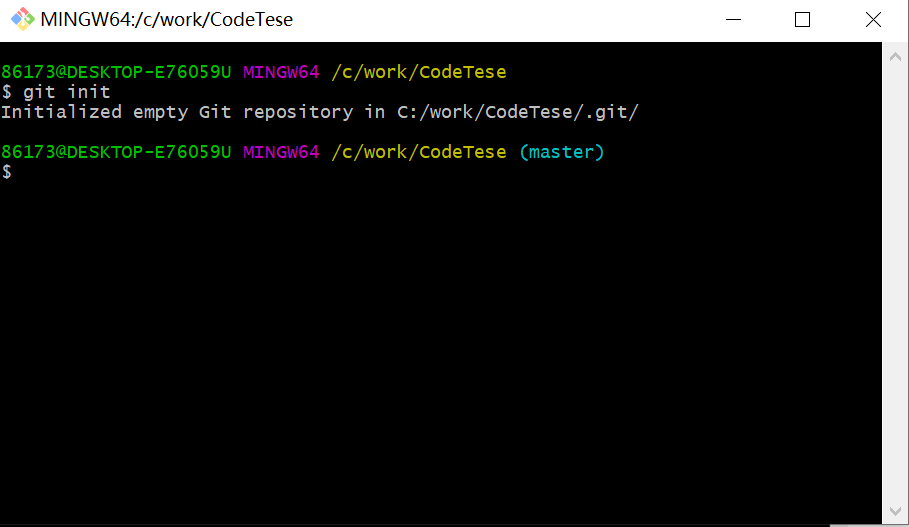 MINGW64:/c/work/CodeTese
86173@DESKTOP-E76059U MINGW64 /c/work/CodeTese
$ git init
Initialized empty Git repository in C:/work/CodeTese/.git/
86173@DESKTOP-E76059U MINGW64 /c/work/CodeTese (master)
$